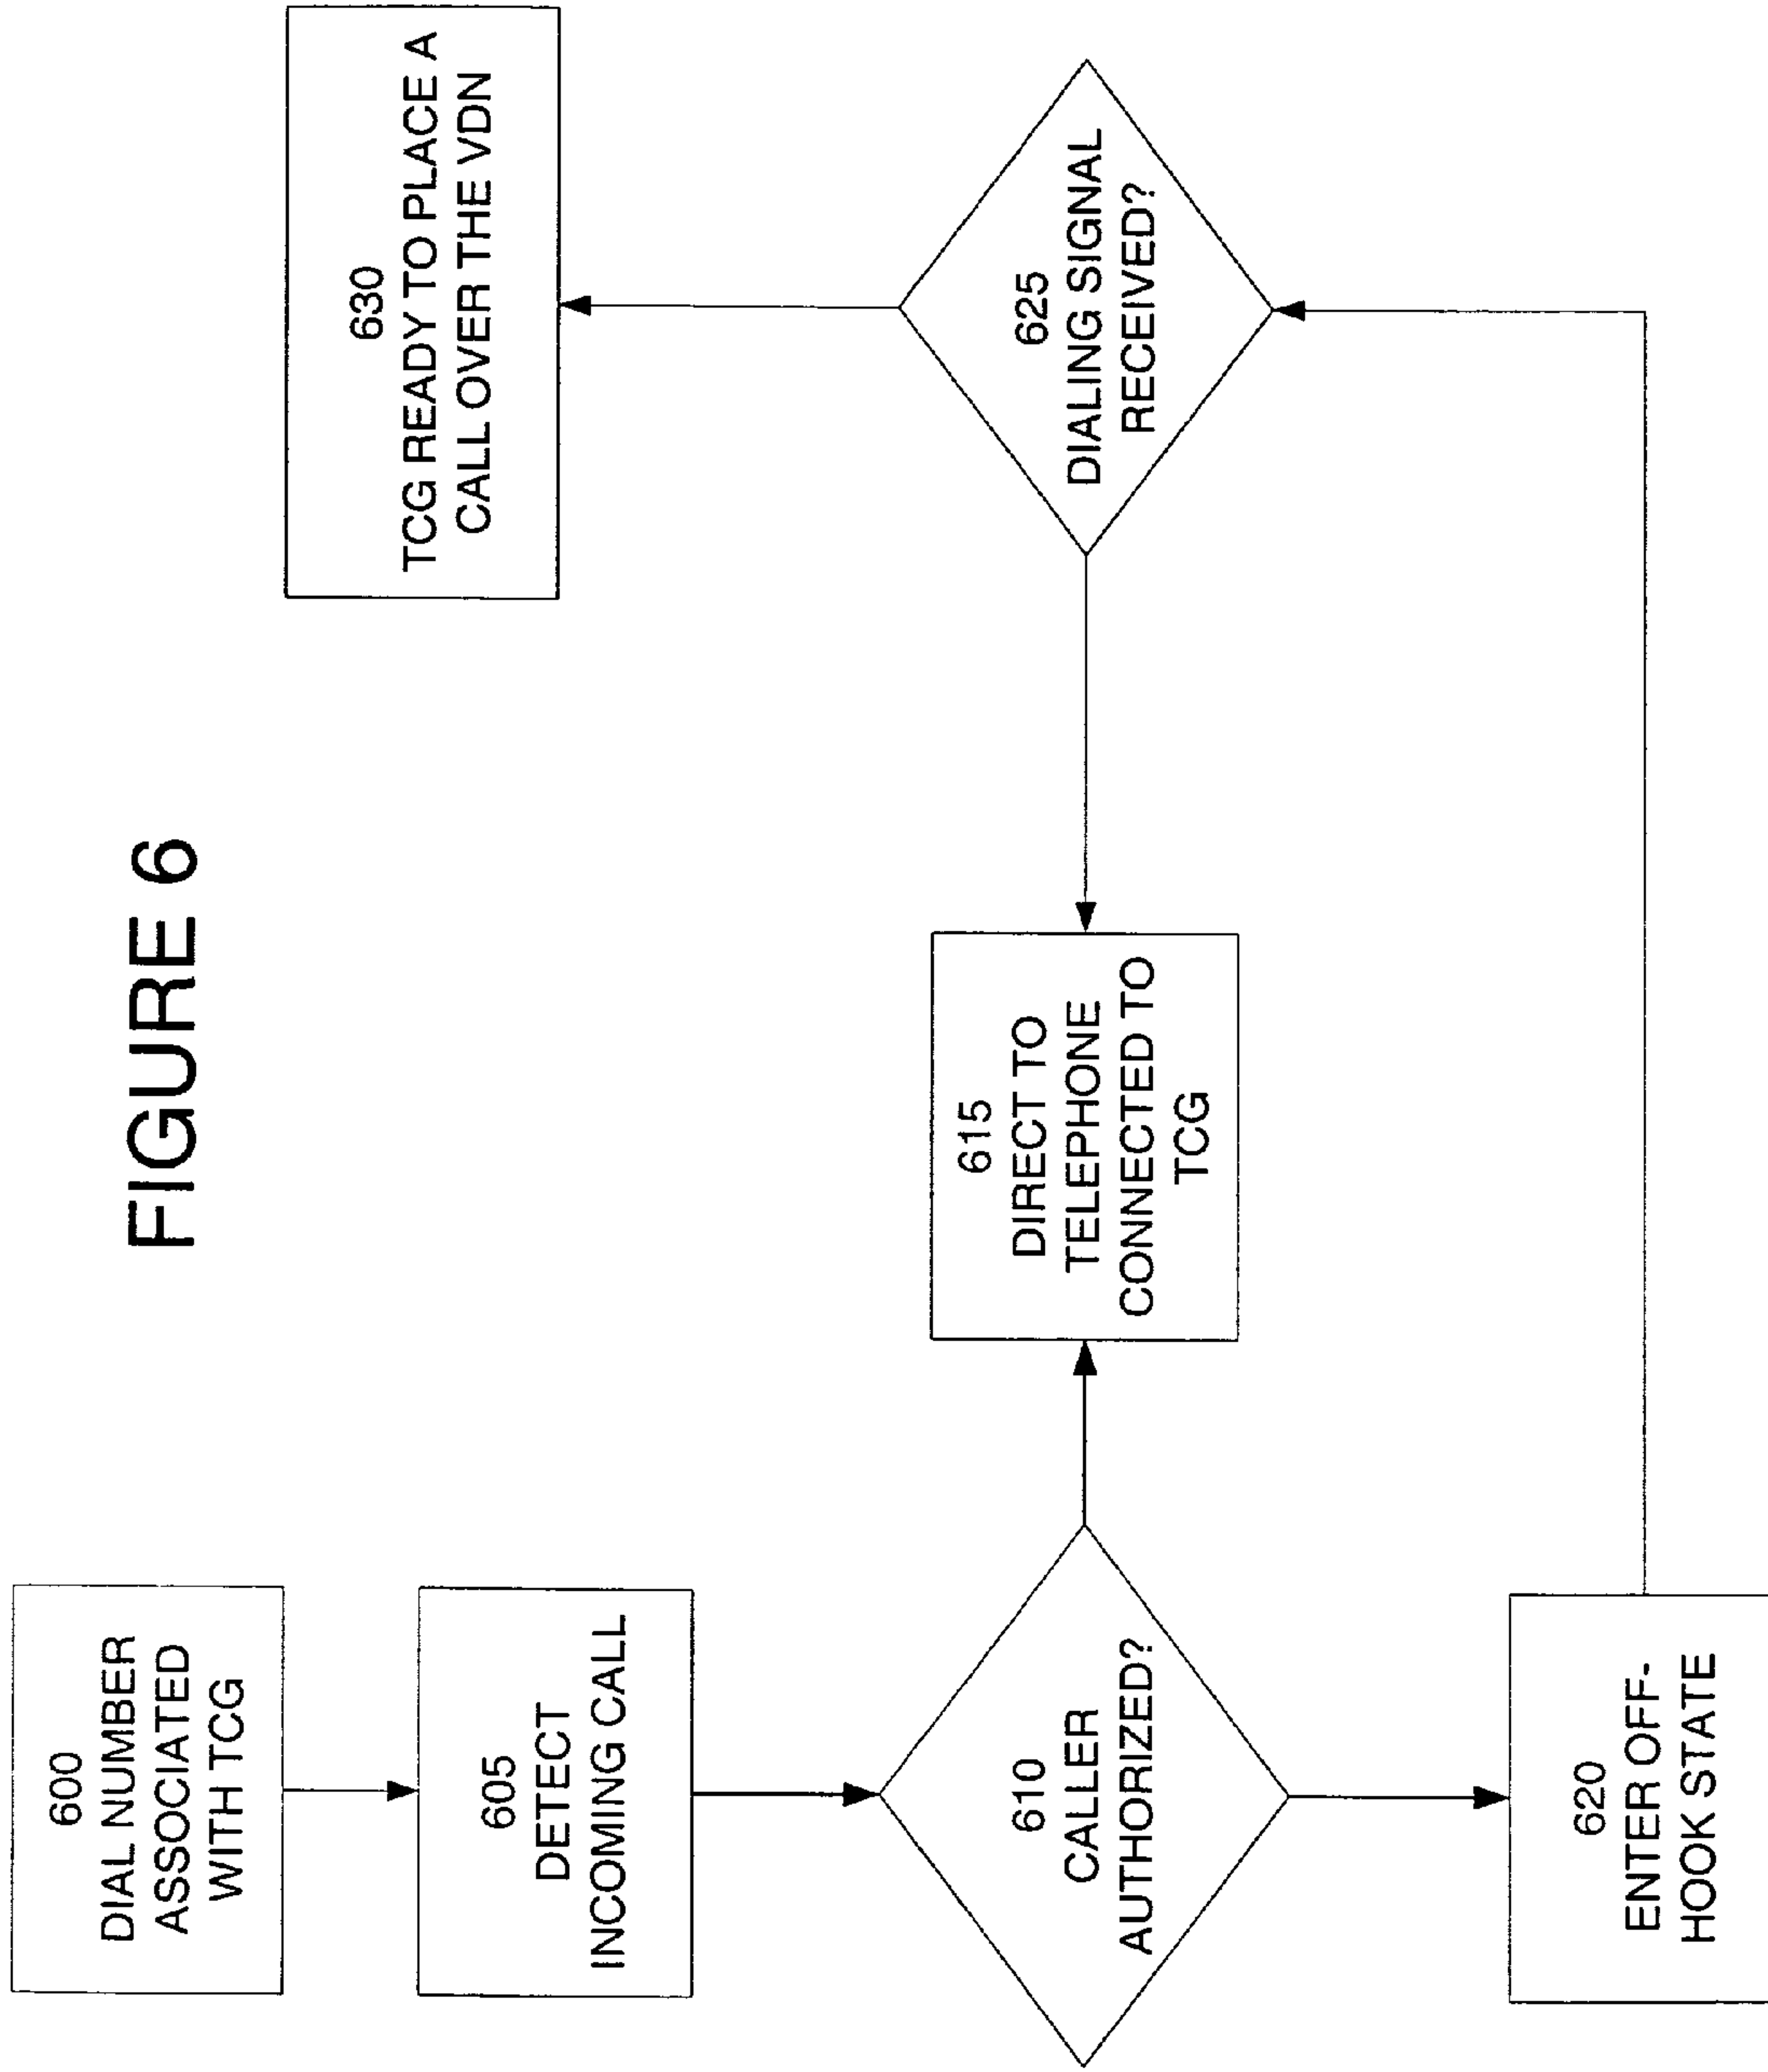 FIGURE 6
600
DIAL NUMBER
ASSOCIATED
WITH TCG
605
DETECT
INCOMING CALL
610
CALLER
AUTHORIZED?
615
DIRECT TO
TELEPHONE
CONNECTED TO
TCG
620
ENTER OFF-
HOOK STATE
625
DIALING SIGNAL
RECEIVED?
630
TCG READY TO PLACE A
CALL OVER THE VDN